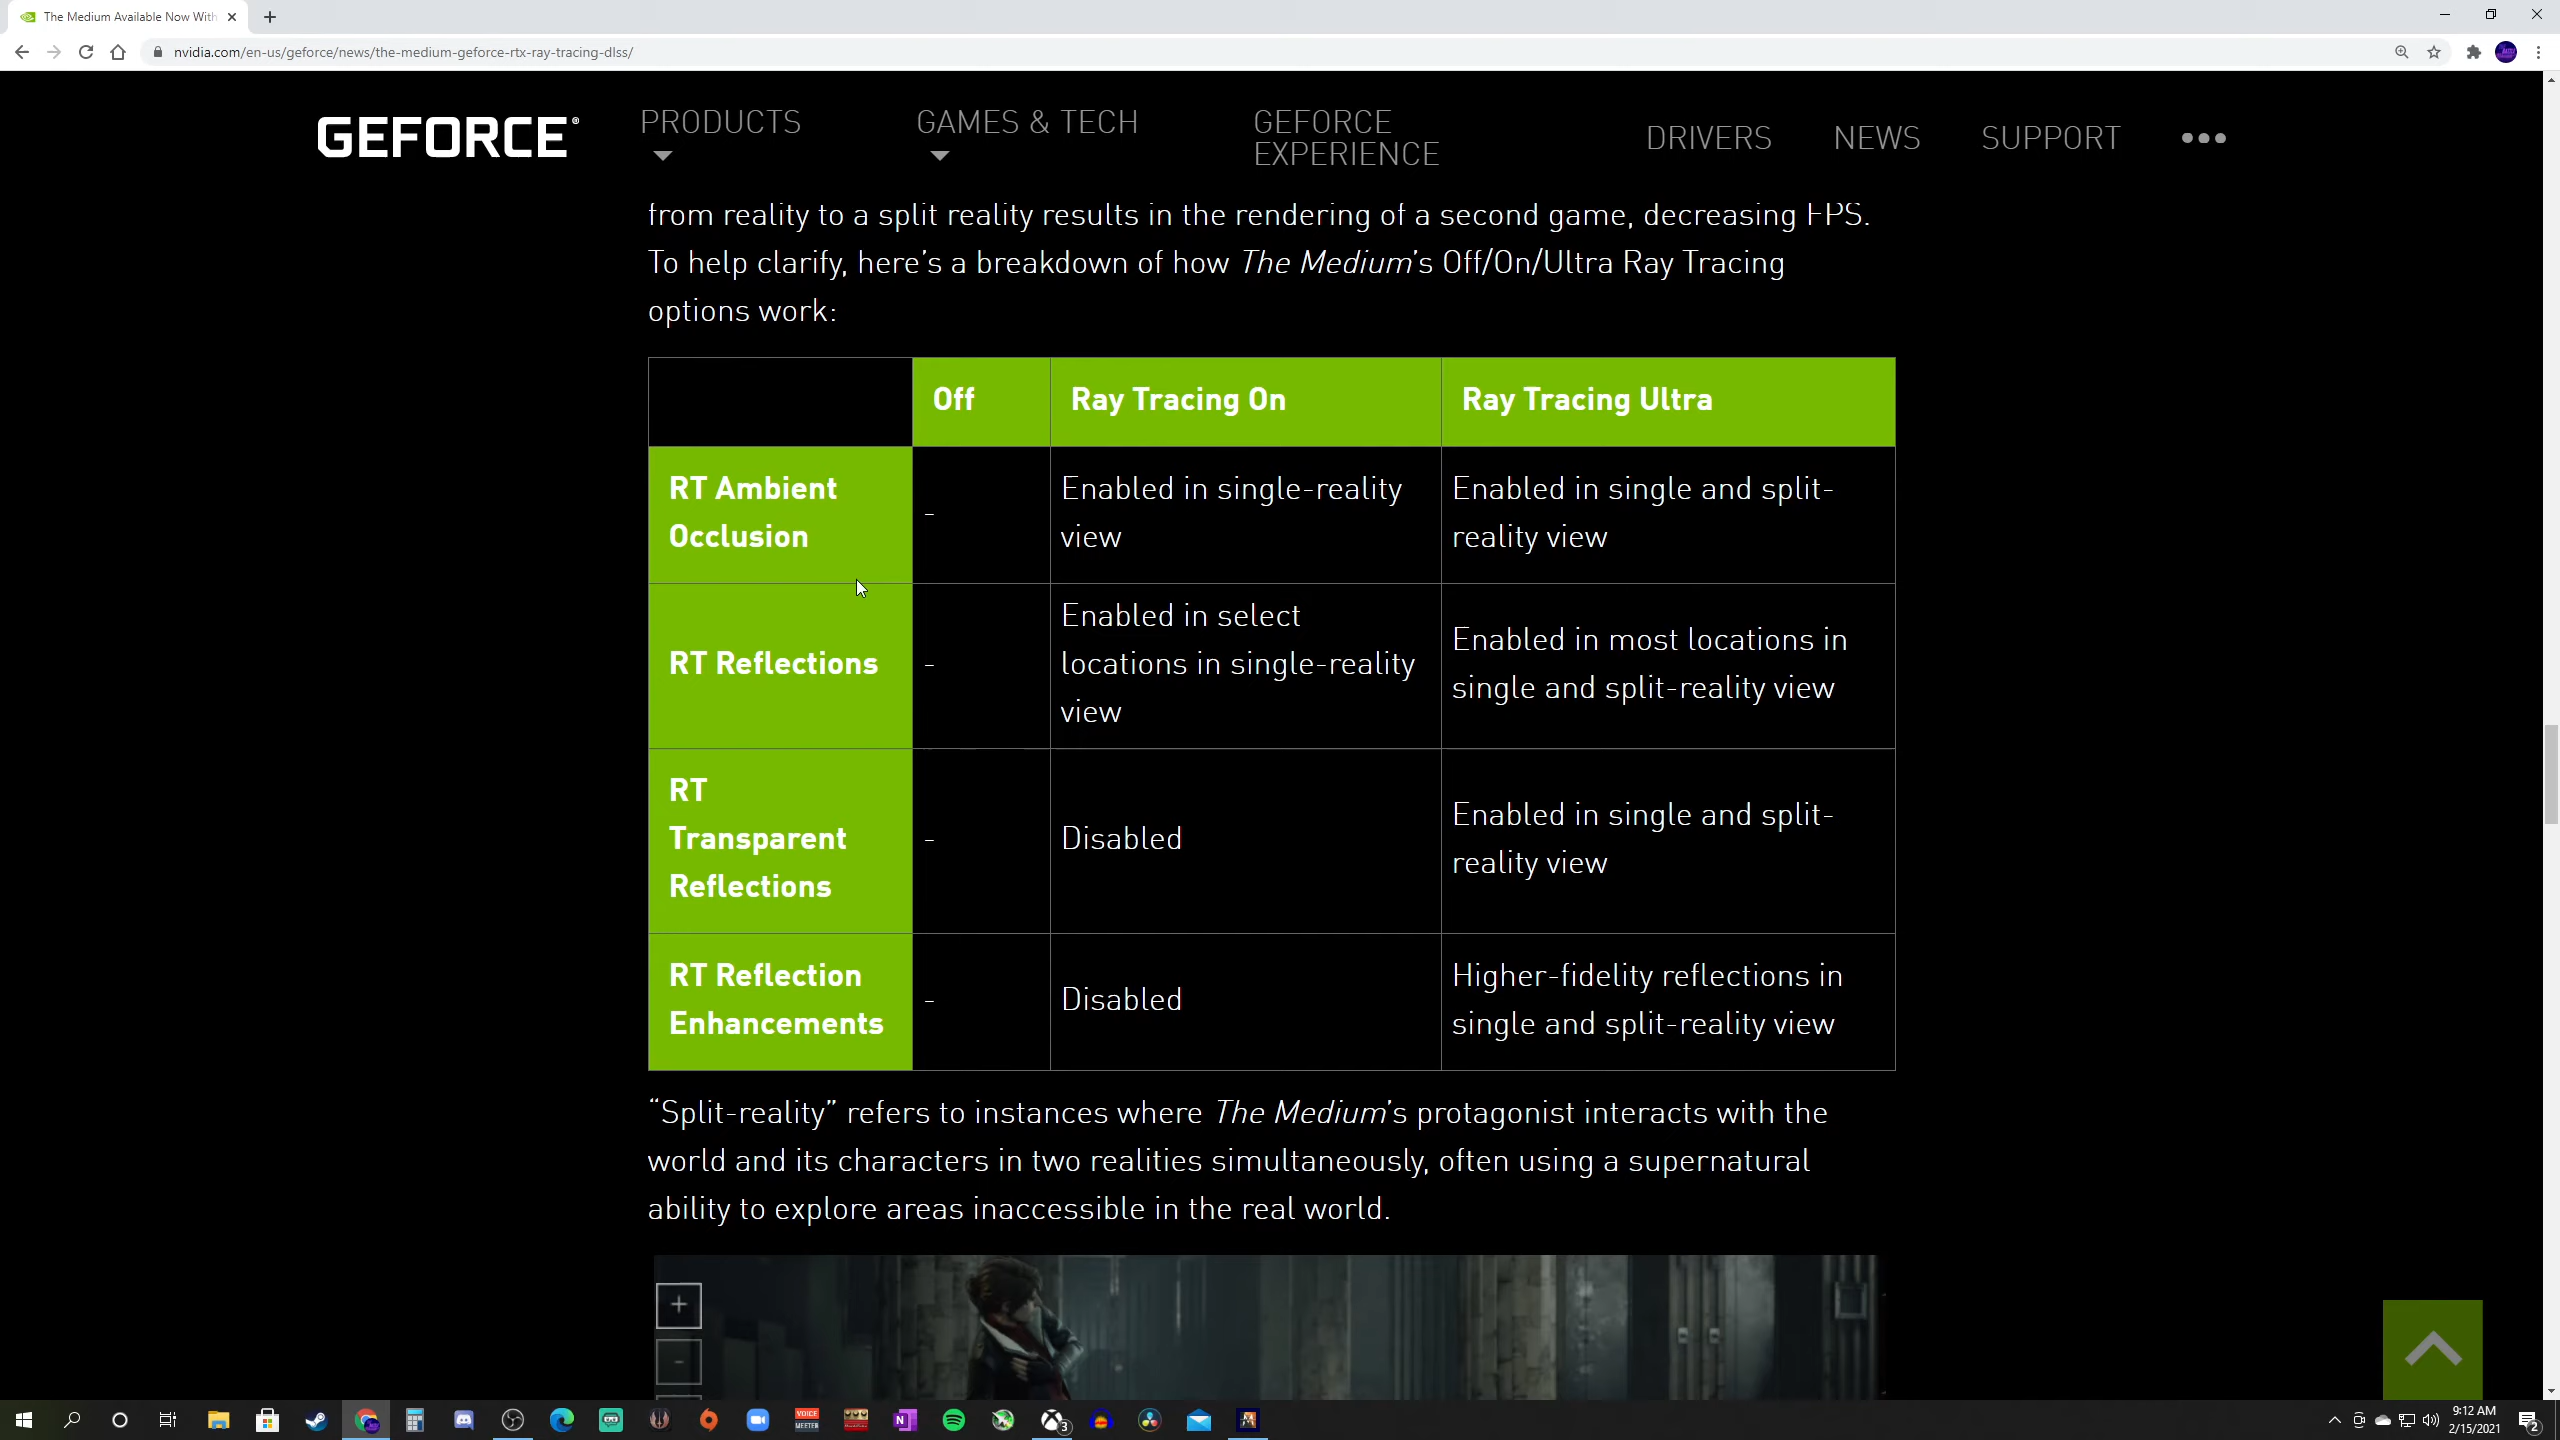 The Medium Available Now With
nvidia.com/en-us/geforce/news/the-medium-geforce-rtx-ray-tracing-dlss/
GEFORCE®
PRODUCTS
GAMES & TECH
GEFORCE
EXPERIENCE
DRIVERS
NEWS
SUPPORT
from reality to a split reality results in the rendering of a second game, decreasing FPS.
To help clarify, here's a breakdown of how The Medium's Off/On/Ultra Ray Tracing
options work:
Off
Ray Tracing On
Ray Tracing Ultra
RT Ambient
Occlusion
-
Enabled in single-reality
view
Enabled in single and split-
reality view
RT Reflections
-
Enabled in select
locations in single-reality
view
Enabled in most locations in
single and split-reality view
RT
Transparent
Reflections
-
Disabled
Enabled in single and split-
reality view
RT Reflection
Enhancements
-
Disabled
Higher-fidelity reflections in
single and split-reality view
“Split-reality” refers to instances where The Medium's protagonist interacts with the
world and its characters in two realities simultaneously, often using a supernatural
ability to explore areas inaccessible in the real world.
+
-
VOICE
MEETER
N
3
9:12 AM
2/15/2021
2